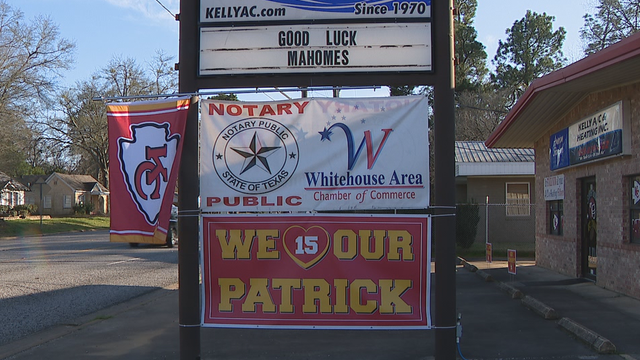 KELLYAC.com Since 1970
GOOD LUCK
MAHOMES
KC
NOTARY
NOTARY PUBLIC
STATE OF TEXAS
PUBLIC
W
Whitehouse Area
Chamber of Commerce
WE 15 OUR
PATRICK
KELLY A/C &
HEATING INC.